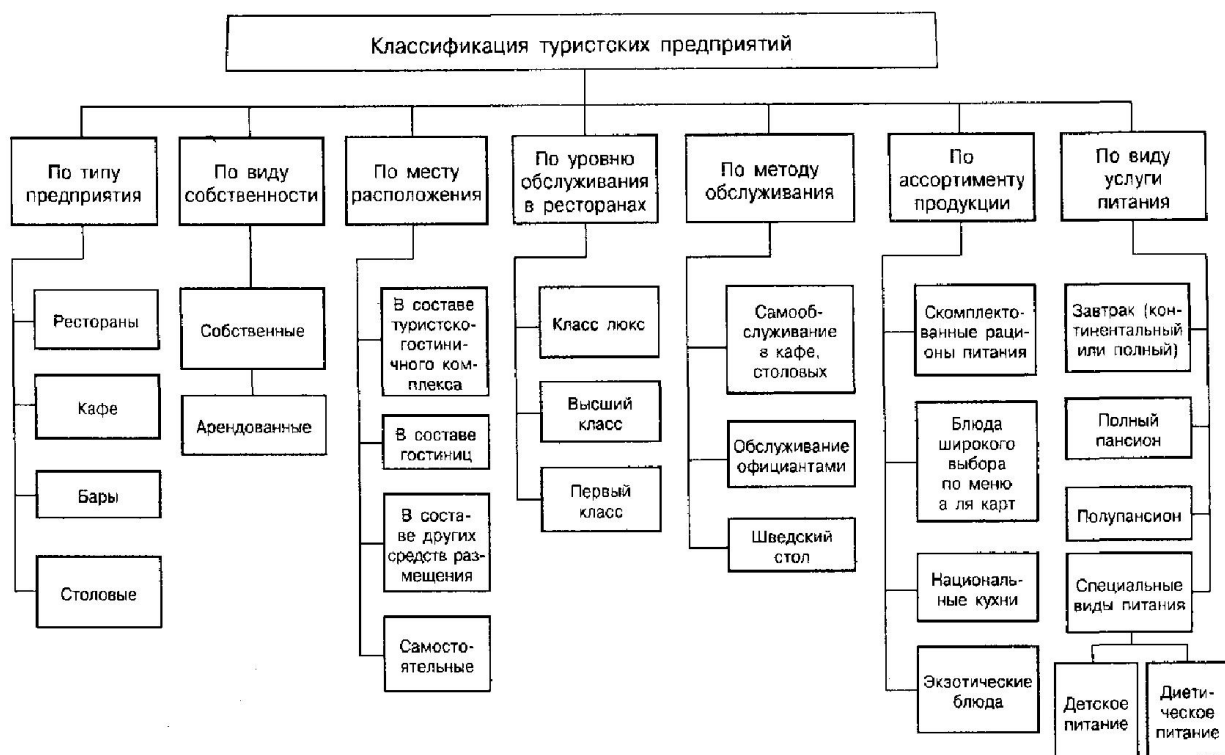 Классификация туристских предприятий
По типу
предприятия
По виду
собственности
По месту
расположения
По уровню
обслуживания
в ресторанах
По методу
обслуживания
По
ассортименту
продукции
По виду
услуги
питания
Рестораны
Кафе
Бары
Столовые
Собственные
Арендованные
В составе
туристско-
гостинич-
ного ком-
плекса
В составе
гостиниц
В соста-
ве других
средств раз-
мещения
Самосто-
ятельные
Класс люкс
Высший
класс
Первый
класс
Самооб-
служивание
в кафе,
столовых
Обслуживание
официантами
Шведский
стол
Скомплекто-
ванные раци-
оны питания
Блюда
широкого
выбора
по меню
а ля карт
Националь-
ные кухни
Экзотические
блюда
Завтрак (кон-
тинентальный
или полный)
Полный
пансион
Полупансион
Специальные
виды питания
Детское
питание
Диети-
ческое
питание